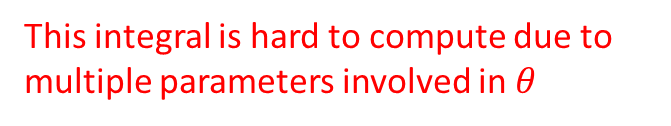 This integral is hard to compute due to
multiple parameters involved in θ